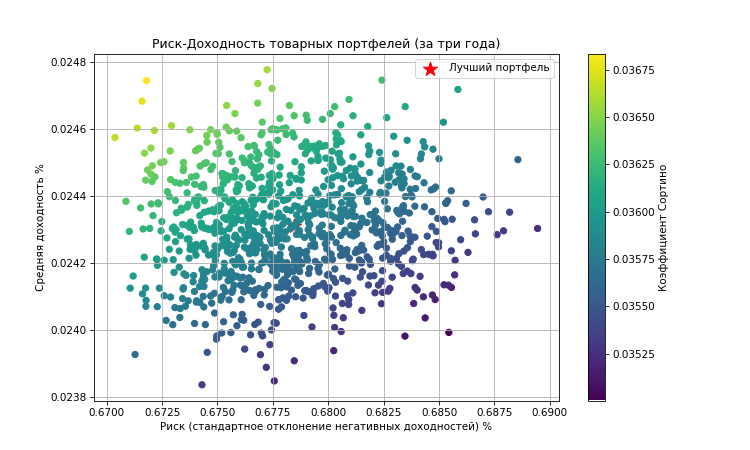 Риск-Доходность товарных портфелей (за три года)
Лучший портфель
Средняя доходность %
0.0248
0.0246
0.0244
0.0242
0.0240
0.0238
0.6700 0.6725 0.6750 0.6775 0.6800 0.6825 0.6850 0.6875 0.6900
Риск (стандартное отклонение негативных доходностей) %
0.03675
0.03650
0.03625
0.03600
0.03575
0.03550
0.03525
Коэффициент Сортино